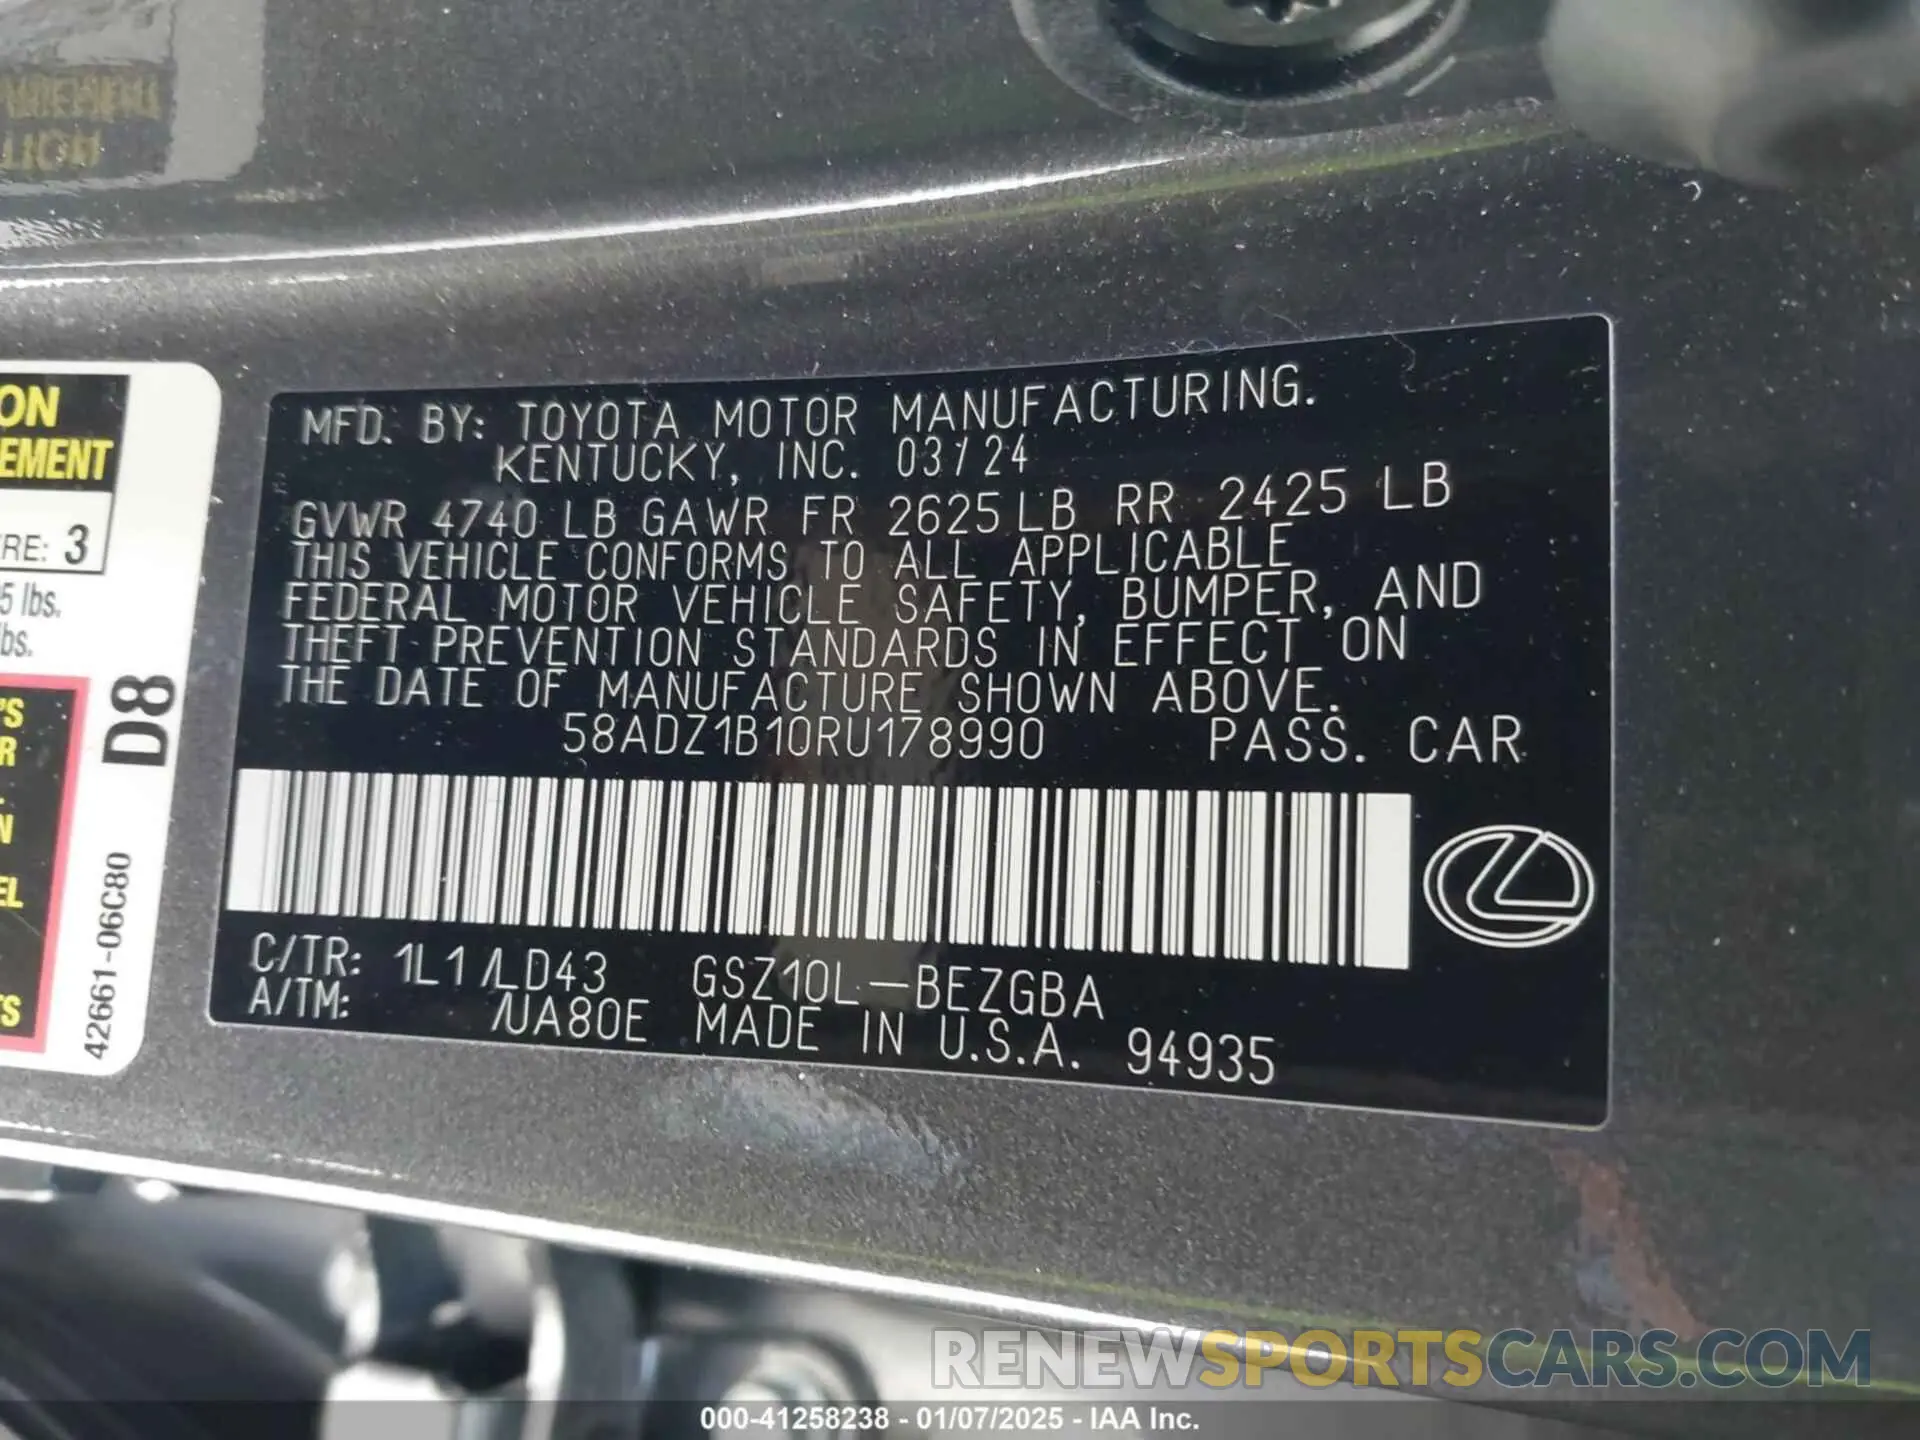 MFD. BY: TOYOTA MOTOR MANUFACTURING.
KENTUCKY, INC. 03/24
GVWR 4740 LB GAWR FR 2625 LB RR 2425 LB
THIS VEHICLE CONFORMS TO ALL APPLICABLE
FEDERAL MOTOR VEHICLE SAFETY, BUMPER, AND
THEFT PREVENTION STANDARDS IN EFFECT ON
THE DATE OF MANUFACTURE SHOWN ABOVE.
58ADZ1B10RU178990 PASS. CAR
C/TR: 1L1/LD43 GSZ10L-BEZGBA
A/TM: /UA80E MADE IN U.S.A. 94935
ON
EMENT
RE: 3
5 lbs.
bs.
'S
R
N
EL
TS
D8
42661-06C80
RENEWSPORTSCARS.COM
000-41258238 - 01/07/2025 - IAA Inc.